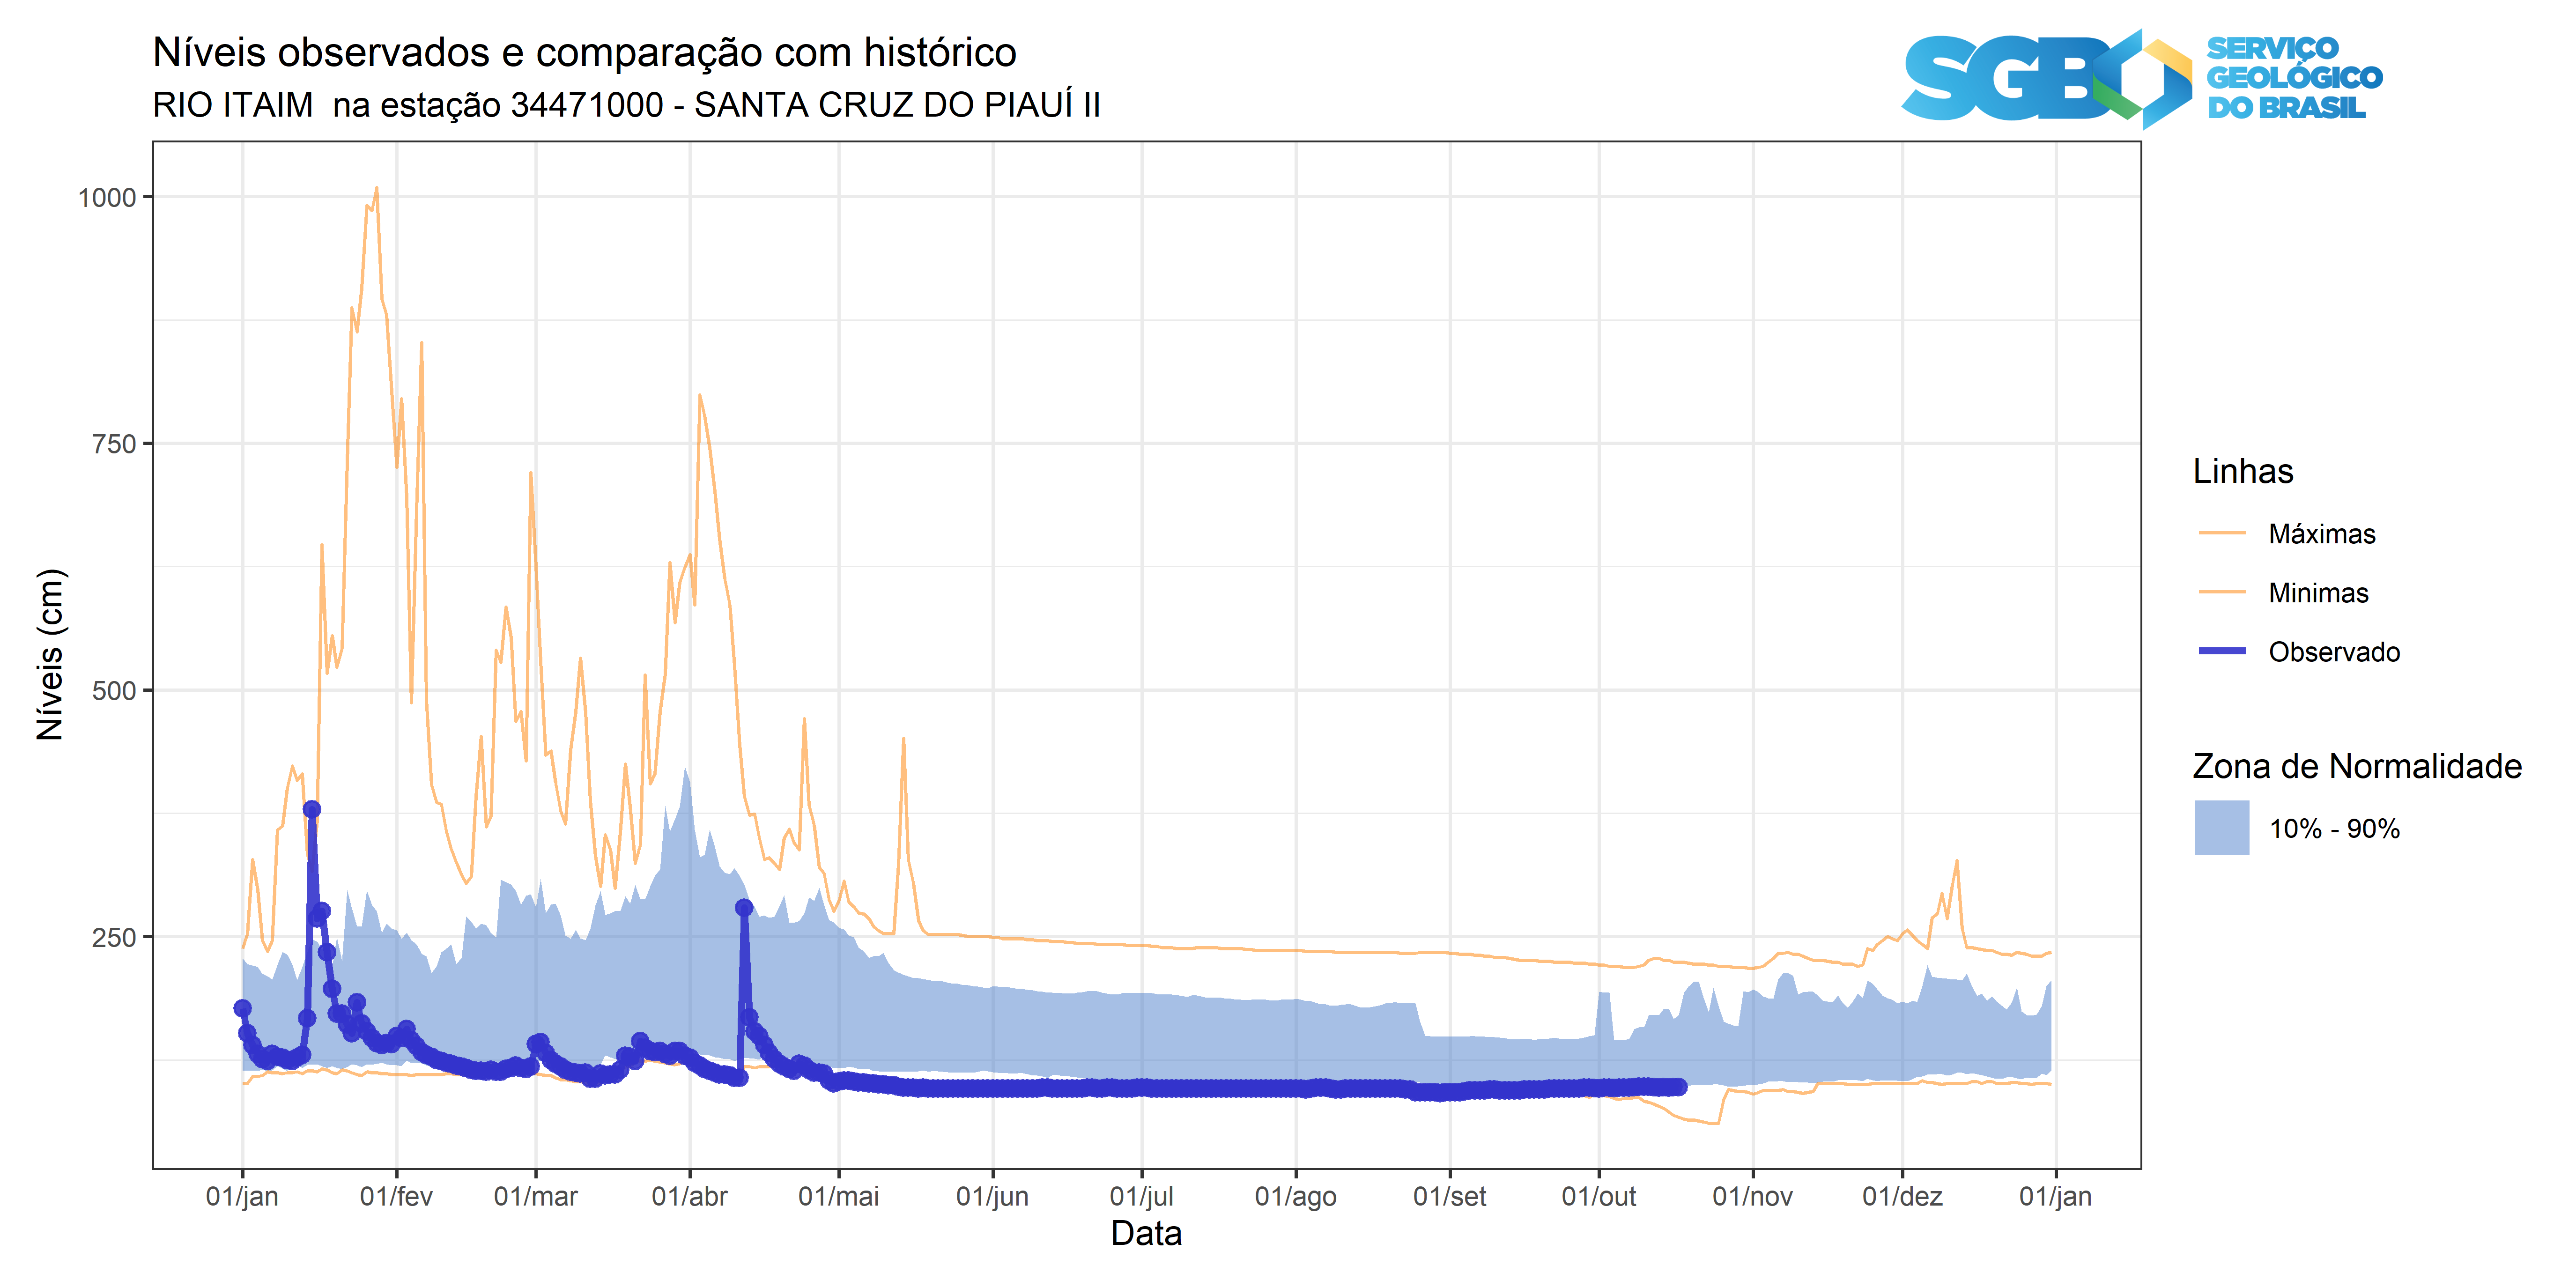 Níveis observados e comparação com histórico
RIO ITAIM  na estação 34471000 - SANTA CRUZ DO PIAUÍ II
SGB
SERVIÇO
GEOLÓGICO
DO BRASIL
1000
750
500
250
Níveis (cm)
01/jan
01/fev
01/mar
01/abr
01/mai
01/jun
01/jul
01/ago
01/set
01/out
01/nov
01/dez
01/jan
Data
Linhas
Máximas
Minimas
Observado
Zona de Normalidade
10% - 90%